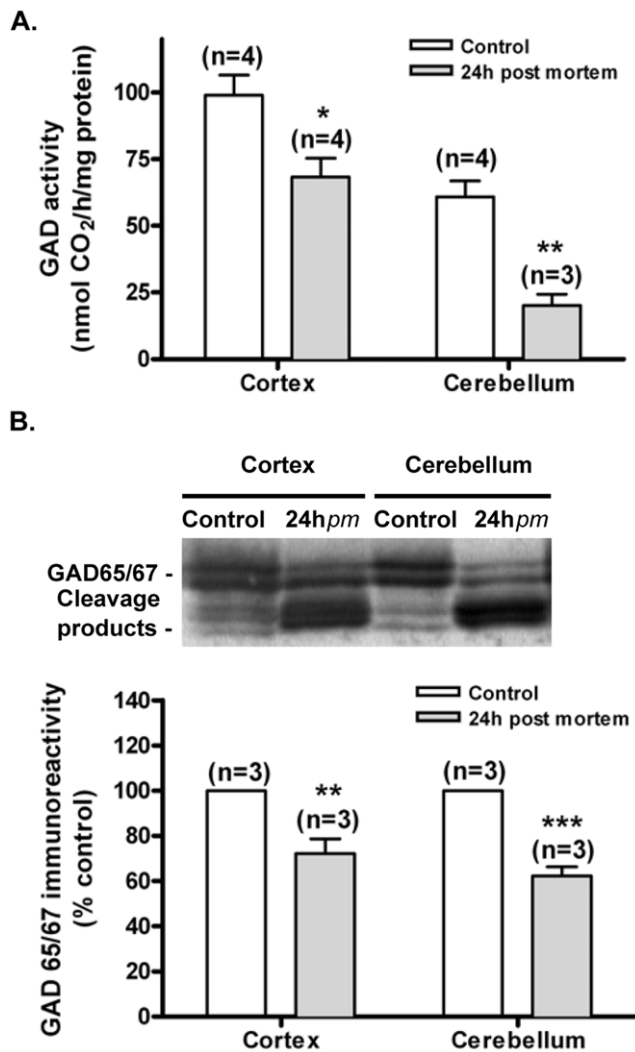 A.
GAD activity
(nmol CO₂/h/mg protein)
100
75
50
25
0
Control
24h post mortem
(n=4)
*
(n=4)
(n=4)
**
(n=3)
Cortex Cerebellum
B.
Cortex Cerebellum
Control 24hpm Control 24hpm
GAD65/67 -
Cleavage
products -
GAD 65/67 immunoreactivity
(% control)
140
120
100
80
60
40
20
0
Control
24h post mortem
(n=3)
**
(n=3)
(n=3)
***
(n=3)
Cortex Cerebellum